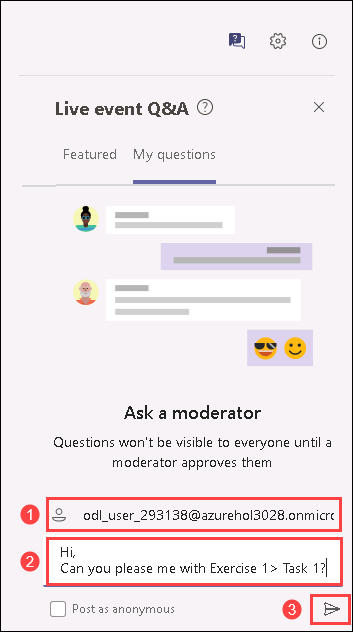 Live event Q&A
Featured My questions
Ask a moderator
Questions won't be visible to everyone until a
moderator approves them
1 odl_user_293138@azurehol3028.onmicro
2 Hi,
Can you please me with Exercise 1> Task 1?
Post as anonymous 3